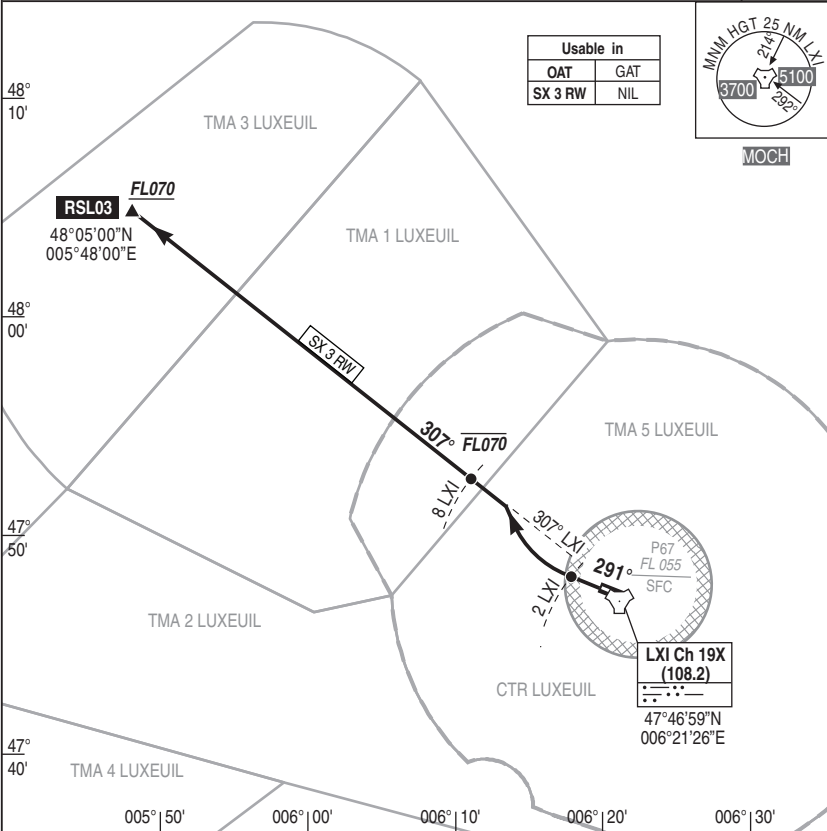 MNM HGT 25 NM LXI
214°
5100
3700
292°
MOCH
Usable in
OAT GAT
SX 3 RW NIL
48°
10'
TMA 3 LUXEUIL
FL070
RSL03
48°05'00"N
005°48'00"E
TMA 1 LUXEUIL
48°
00'
SX 3 RW
TMA 5 LUXEUIL
307°
FL070
8 LXI
307° LXI
47°
50'
P67
FL 055
SFC
291°
2 LXI
TMA 2 LUXEUIL
LXI Ch 19X
(108.2)
CTR LUXEUIL
47°46'59"N
006°21'26"E
47°
40'
TMA 4 LUXEUIL
005°50'
006°00'
006°10'
006°20'
006°30'